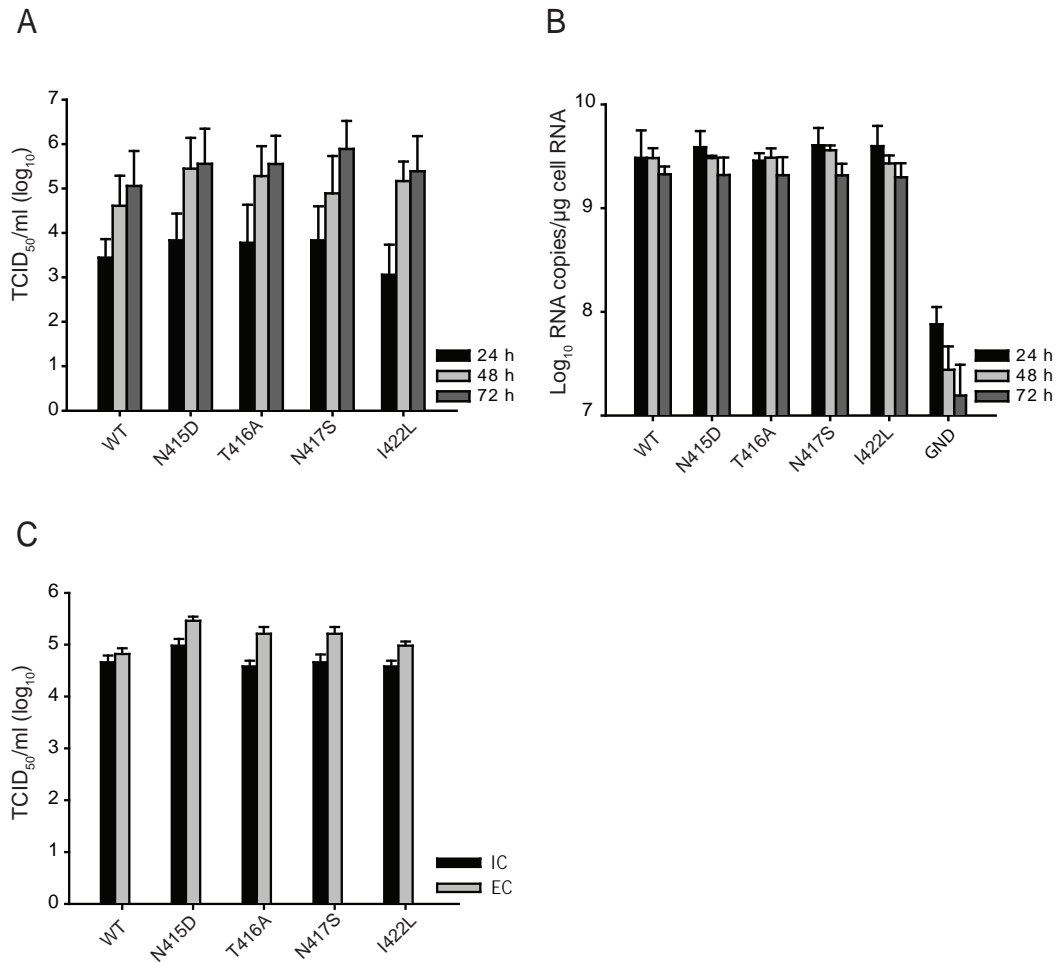 A
TCID50/ml (log10)
7
6
5
4
3
2
1
0
WT
N415D
T416A
N417S
I422L
24 h
48 h
72 h
B
Log10 RNA copies/µg cell RNA
10
9
8
7
WT
N415D
T416A
N417S
I422L
GND
24 h
48 h
72 h
C
TCID50/ml (log10)
6
5
4
3
2
1
0
WT
N415D
T416A
N417S
I422L
IC
EC